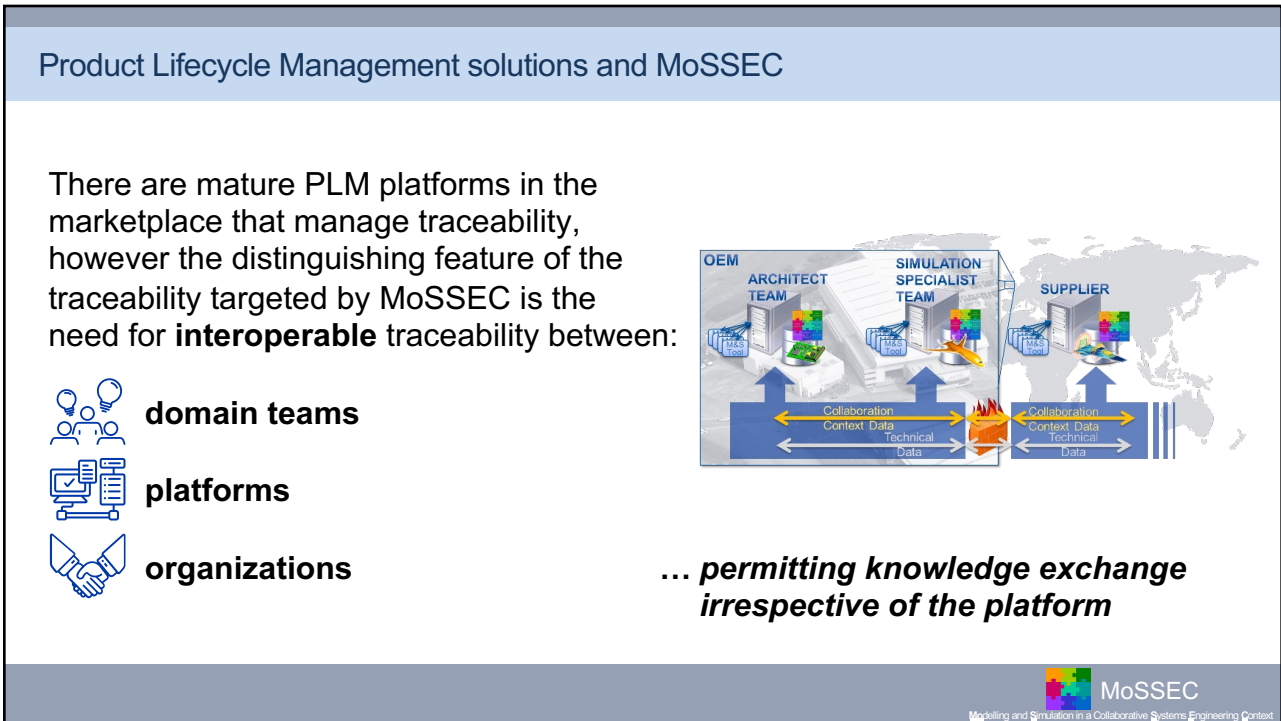 Product Lifecycle Management solutions and MoSSEC
There are mature PLM platforms in the
marketplace that manage traceability,
however the distinguishing feature of the
traceability targeted by MoSSEC is the
need for interoperable traceability between:
domain teams
platforms
organizations
OEM
ARCHITECT
TEAM
SIMULATION
SPECIALIST
TEAM
SUPPLIER
M&S
Tool
M&S
Tool
M&S
Tool
Collaboration
Context Data
Technical
Data
Collaboration
Context Data
Technical
Data
… permitting knowledge exchange
irrespective of the platform
MoSSEC
Modelling and Simulation in a Collaborative Systems Engineering Context